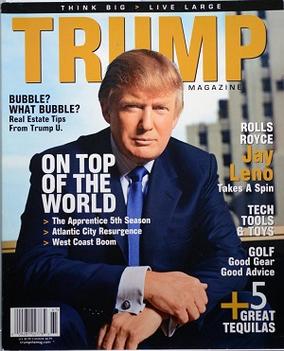 THINK BIG > LIVE LARGE
TRUMP
MAGAZINE
BUBBLE?
WHAT BUBBLE?
Real Estate Tips
From Trump U.
ON TOP
OF THE
WORLD
> The Apprentice 5th Season
> Atlantic City Resurgence
> West Coast Boom
ROLLS
ROYCE
Jay
Leno
Takes A Spin
TECH
TOOLS
& TOYS
GOLF
Good Gear
Good Advice
+5
GREAT
TEQUILAS